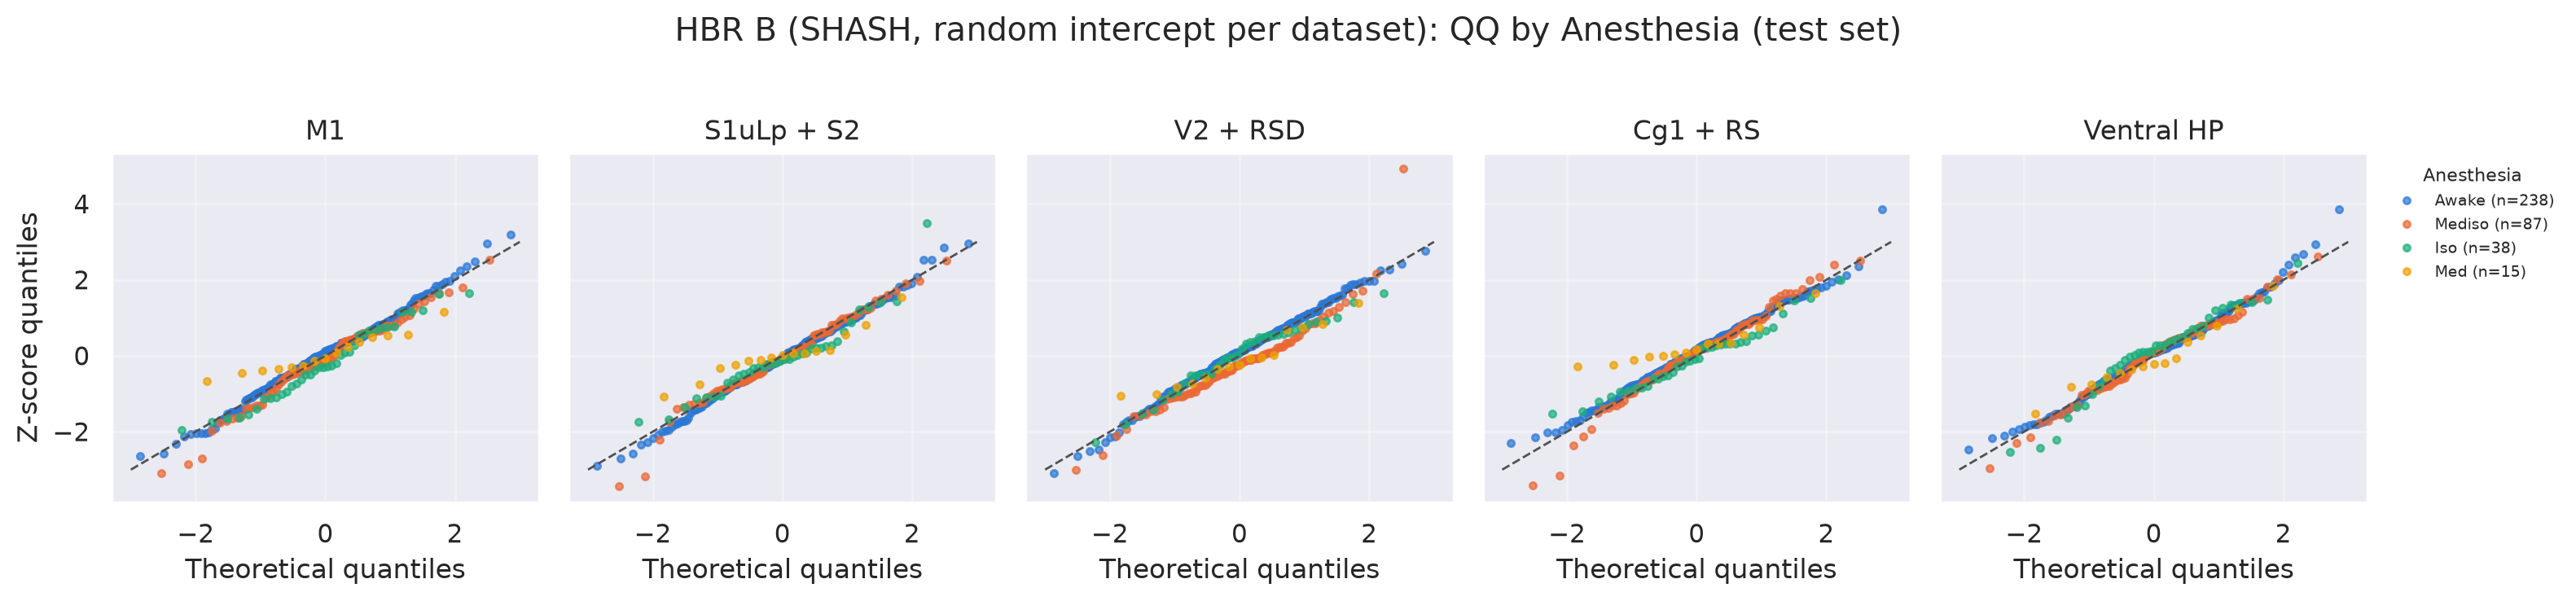 HBR B (SHASH, random intercept per dataset): QQ by Anesthesia (test set)
M1
S1uLp + S2
V2 + RSD
Cg1 + RS
Ventral HP
Z-score quantiles
4
2
0
−2
−2 0 2
−2 0 2
−2 0 2
−2 0 2
−2 0 2
Theoretical quantiles
Theoretical quantiles
Theoretical quantiles
Theoretical quantiles
Theoretical quantiles
Anesthesia
Awake (n=238)
Mediso (n=87)
Iso (n=38)
Med (n=15)